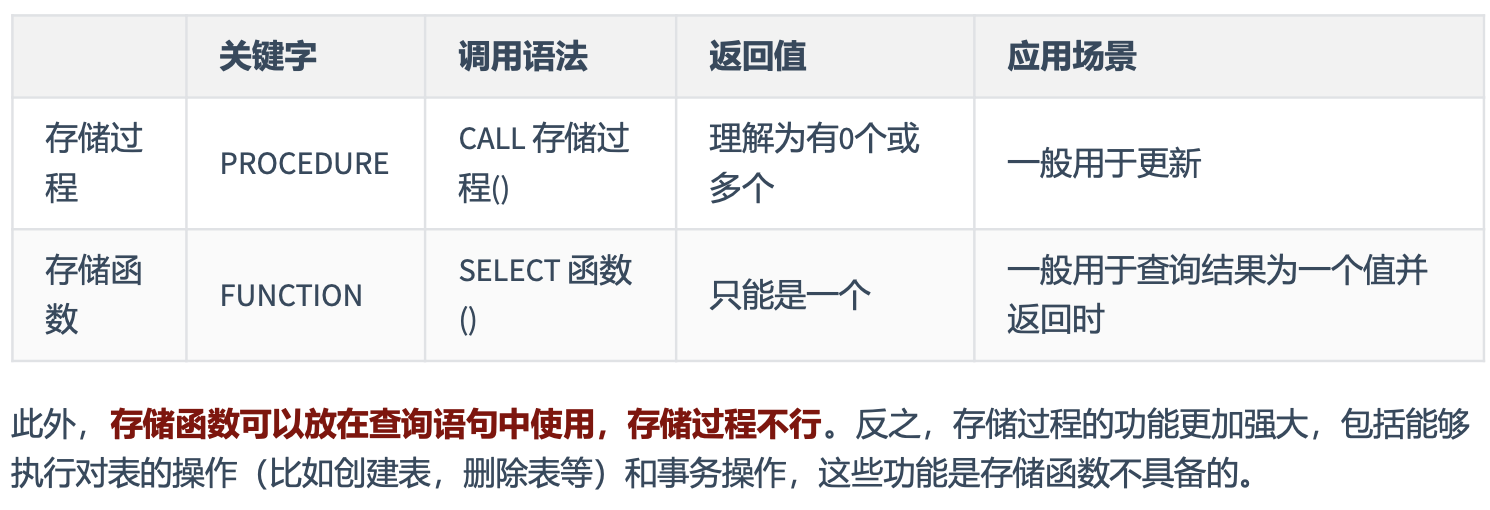 关键字 调用语法 返回值 应用场景
存储过
程
PROCEDURE
CALL 存储过
程()
理解为有0个或
多个
一般用于更新
存储函
数
FUNCTION
SELECT 函数
()
只能是一个
一般用于查询结果为一个值并
返回时
此外，存储函数可以放在查询语句中使用，存储过程不行。反之，存储过程的功能更加强大，包括能够
执行对表的操作（比如创建表，删除表等）和事务操作，这些功能是存储函数不具备的。